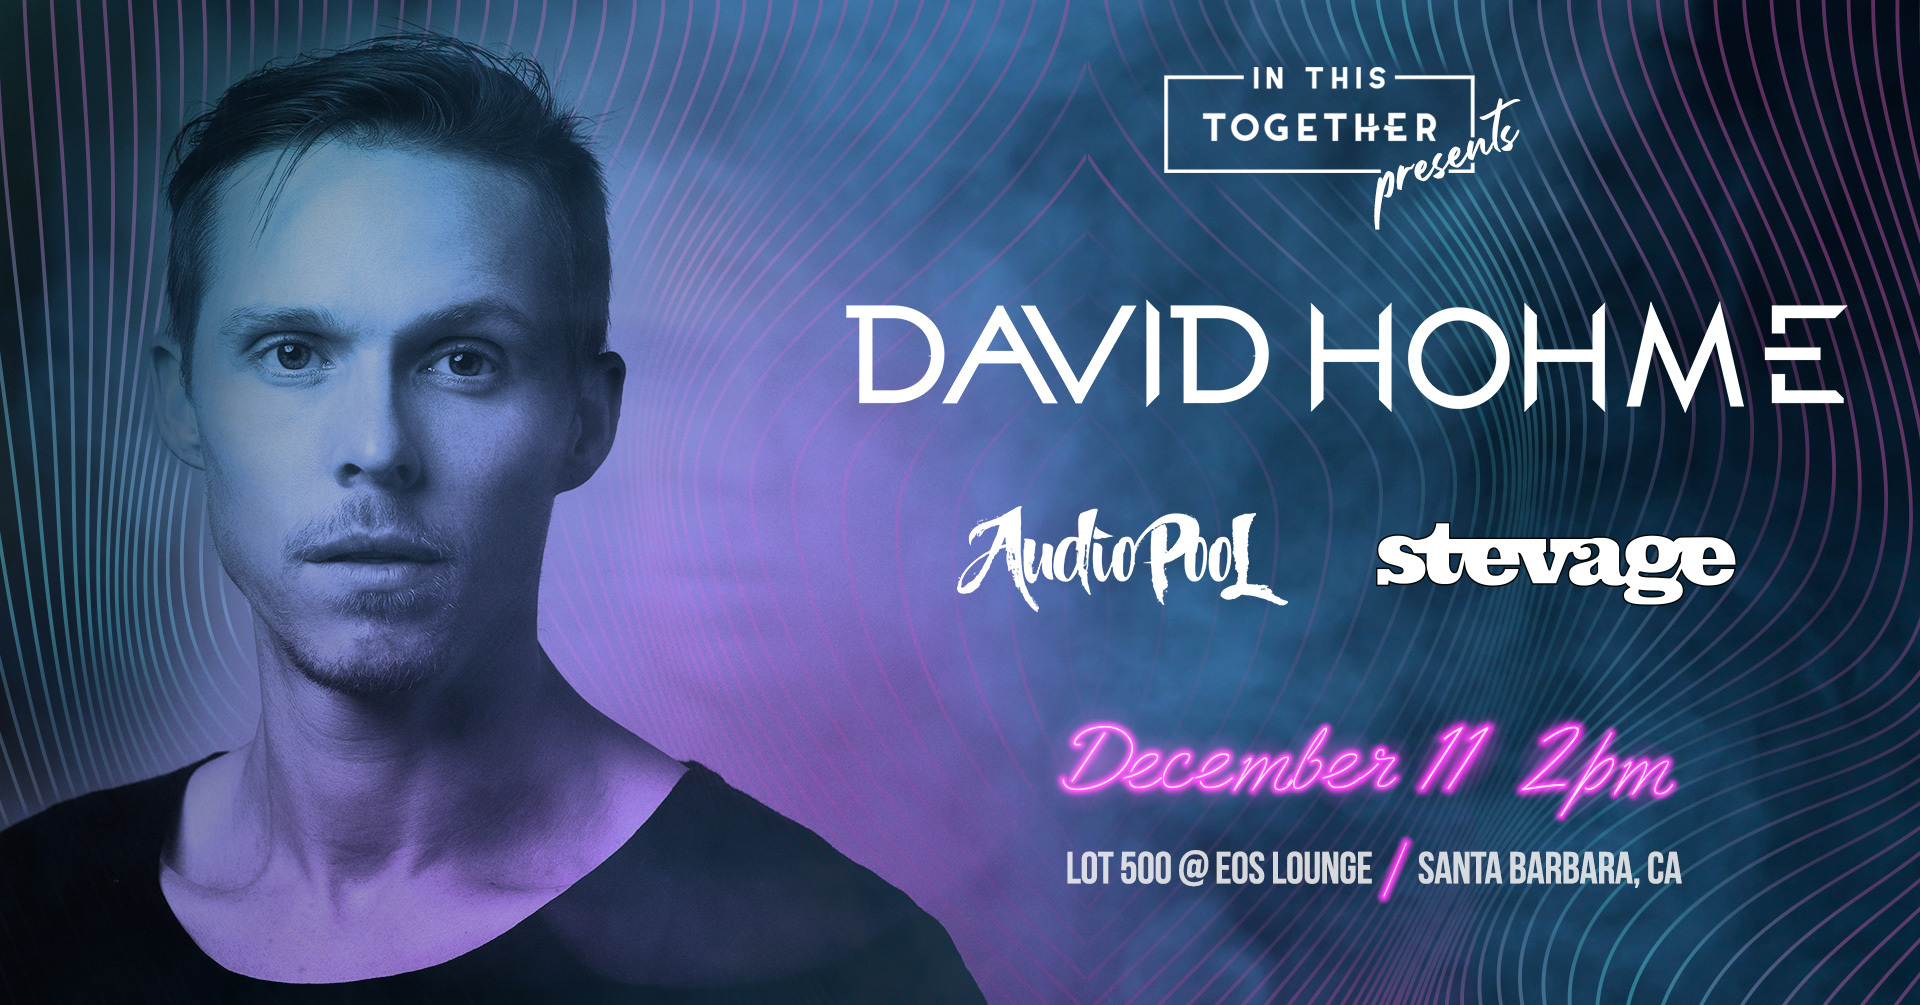 IN THIS
TOGETHER
presents
DAVID HOHME
AudioPooL stevage
December 11 2pm
LOT 500 @ EOS LOUNGE / SANTA BARBARA, CA